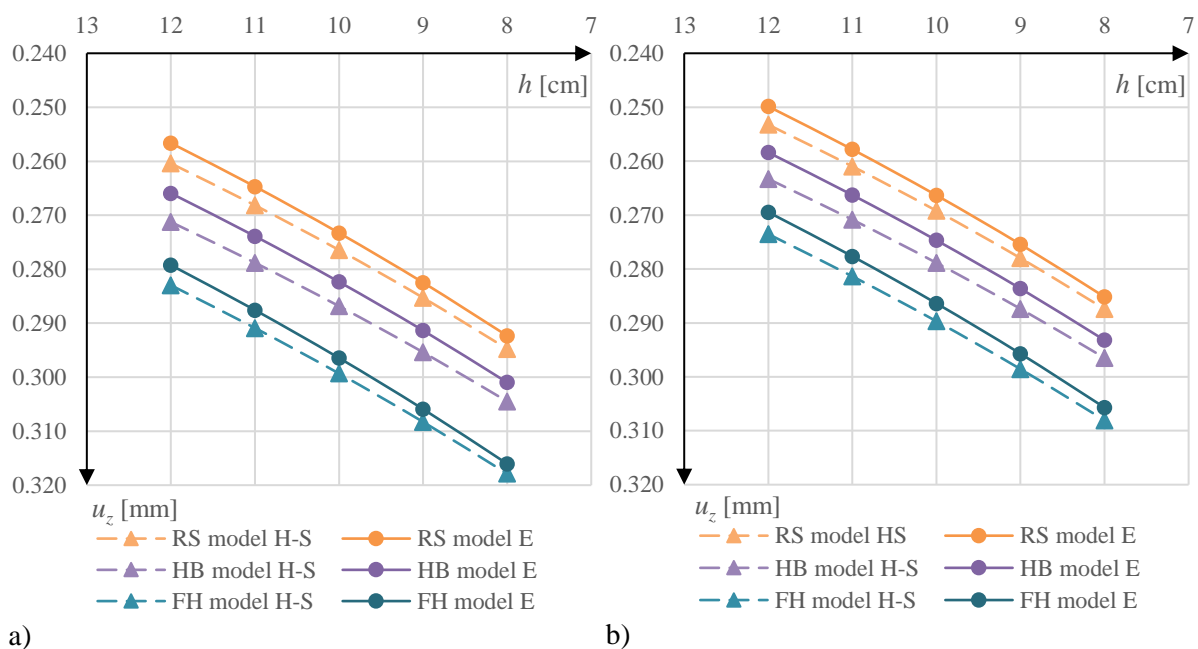 13 12 11 10 9 8 7
0.240
h [cm]
0.250
0.260
0.270
0.280
0.290
0.300
0.310
0.320
u_z [mm]
RS model H-S RS model E
HB model H-S HB model E
FH model H-S FH model E
a)
13 12 11 10 9 8 7
0.240
h [cm]
0.250
0.260
0.270
0.280
0.290
0.300
0.310
0.320
u_z [mm]
RS model HS RS model E
HB model H-S HB model E
FH model H-S FH model E
b)